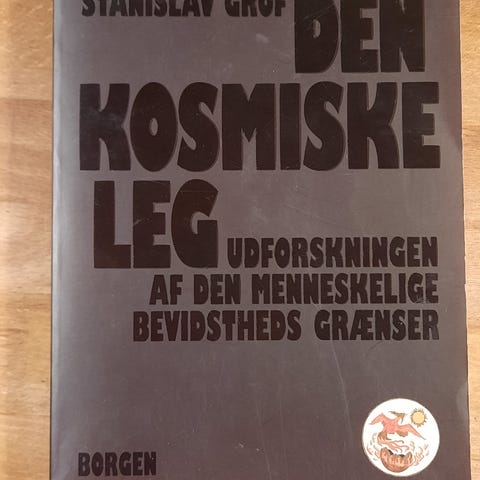 STANISLAV GROF
DEN
KOSMISKE
LEG UDFORSKNINGEN
AF DEN MENNESKELIGE
BEVIDSTHEDS GRÆNSER
BORGEN